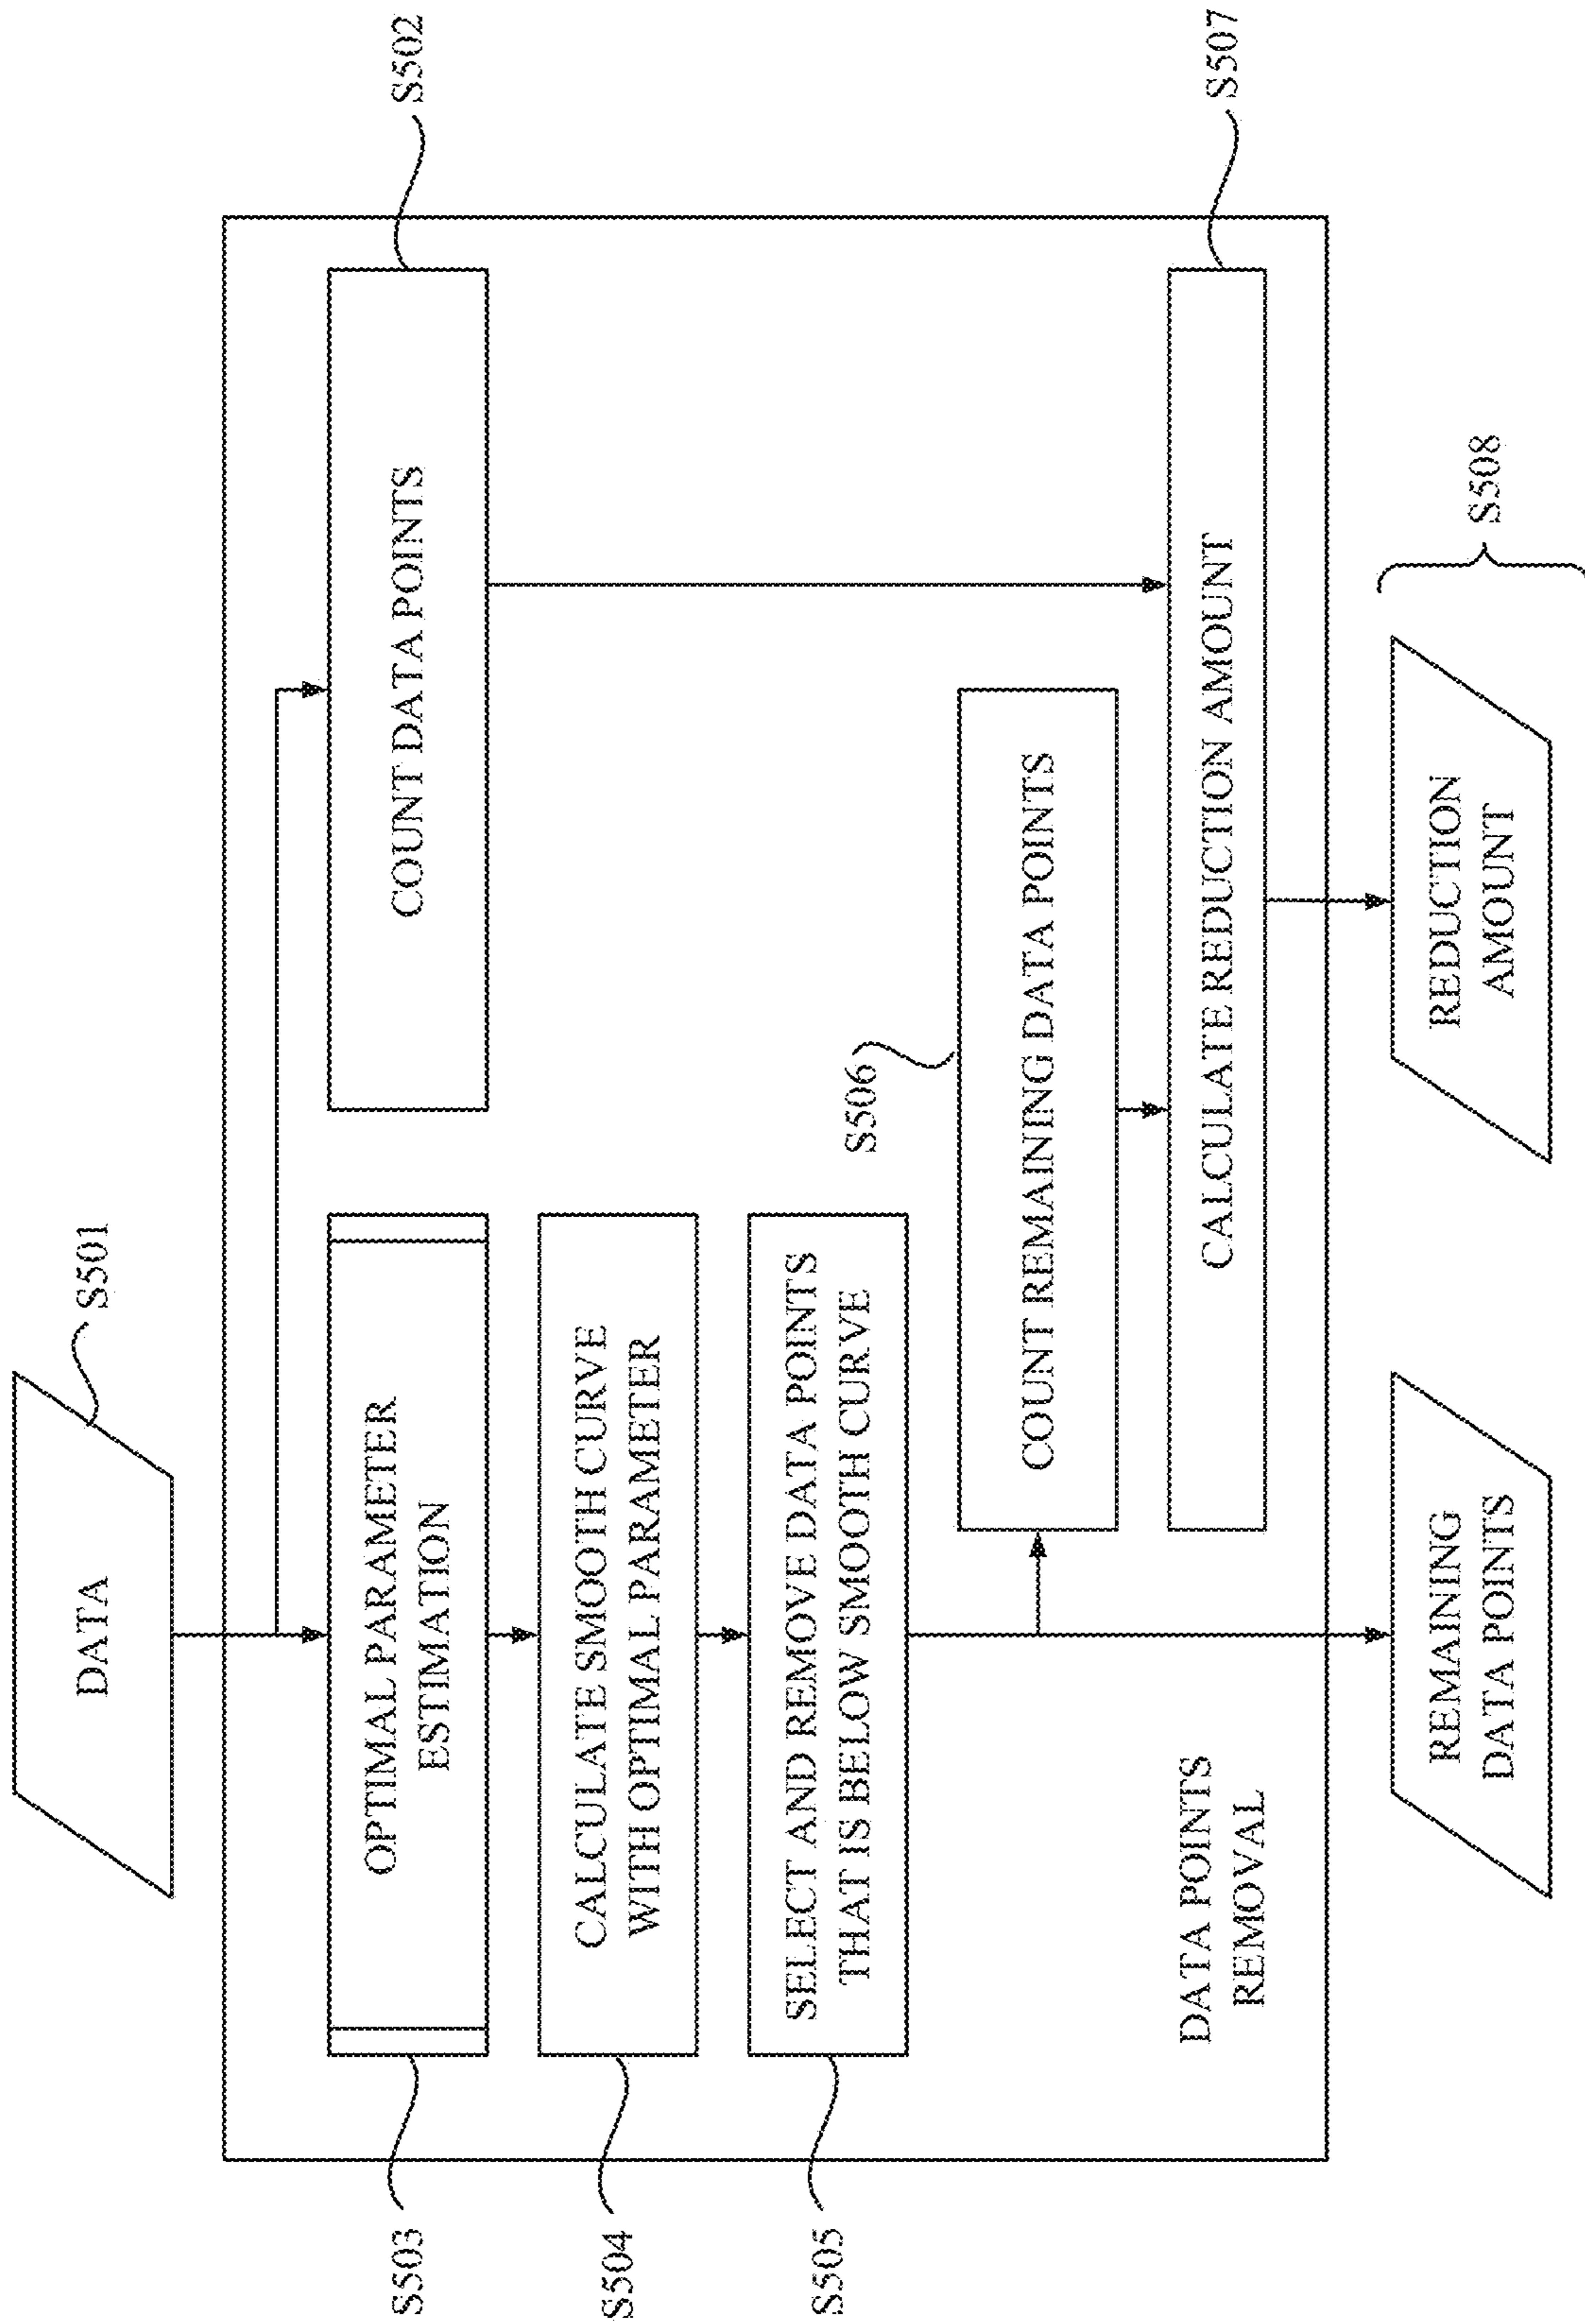 DATA
S501
OPTIMAL PARAMETER
ESTIMATION
S503
COUNT DATA POINTS
S502
CALCULATE SMOOTH CURVE
WITH OPTIMAL PARAMETER
S504
SELECT AND REMOVE DATA POINTS
THAT IS BELOW SMOOTH CURVE
S505
S506
COUNT REMAINING DATA POINTS
CALCULATE REDUCTION AMOUNT
S507
DATA POINTS
REMOVAL
REMAINING
DATA POINTS
REDUCTION
AMOUNT
S508